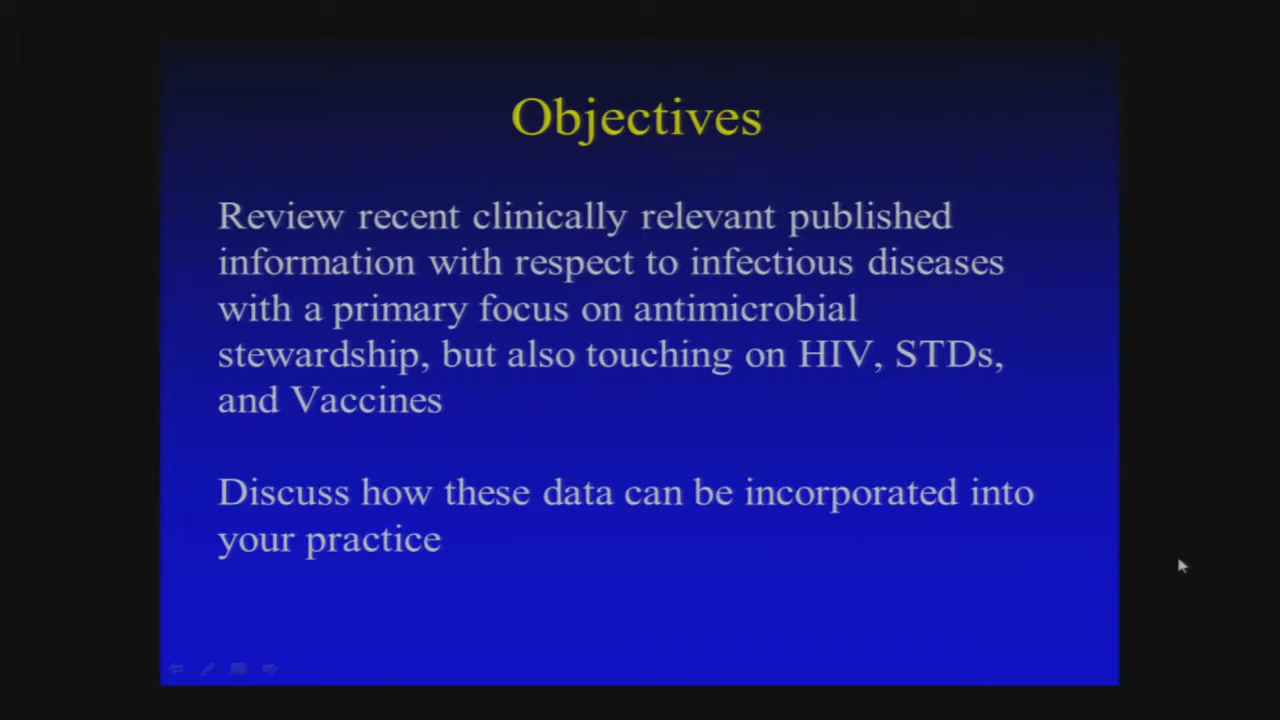 Objectives
Review recent clinically relevant published
information with respect to infectious diseases
with a primary focus on antimicrobial
stewardship, but also touching on HIV, STDs,
and Vaccines
Discuss how these data can be incorporated into
your practice